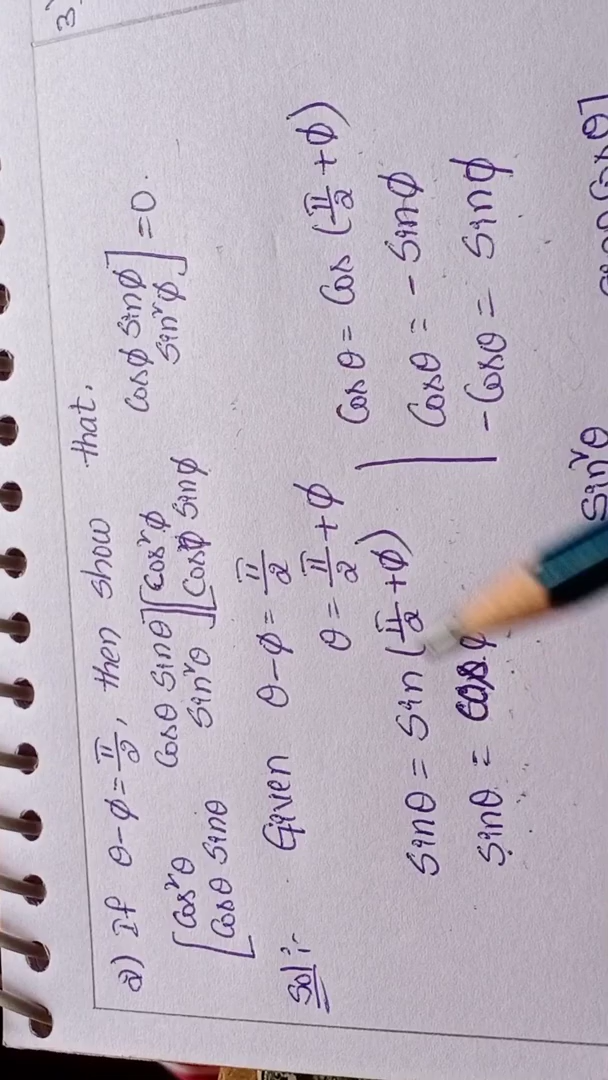 3)
2) If θ-φ = π/2, then show that.
[cos²θ cosθ sinθ] [cos²φ cosφ sinφ]
[cosθ sinθ sin²θ] [cosφ sinφ sin²φ] = 0.
Sol:- Given θ-φ = π/2
θ = π/2 + φ
sinθ = sin(π/2 + φ) | cosθ = cos(π/2 + φ)
sinθ = cosφ | cosθ = -sinφ
-cosθ = sinφ
sin²θ